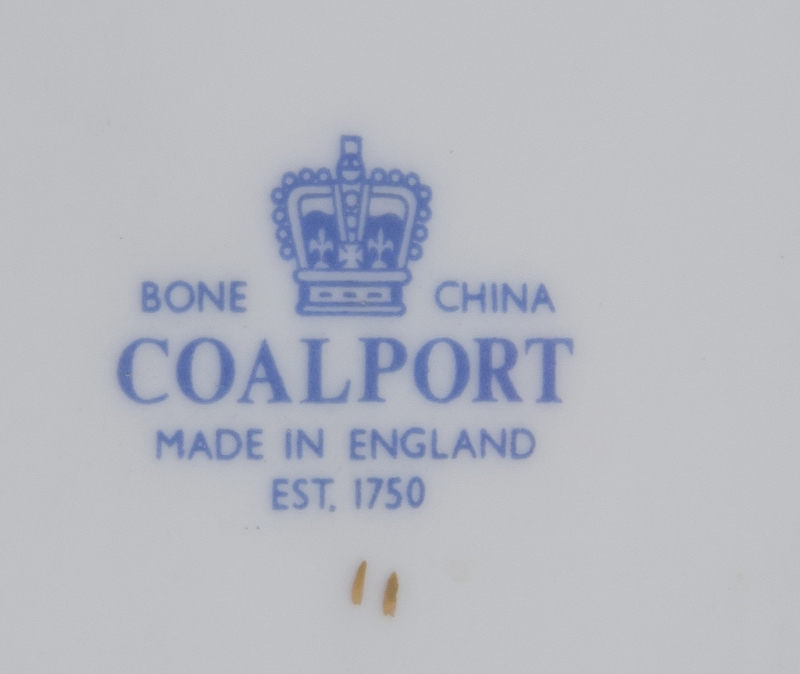 BONE CHINA
COALPORT
MADE IN ENGLAND
EST. 1750